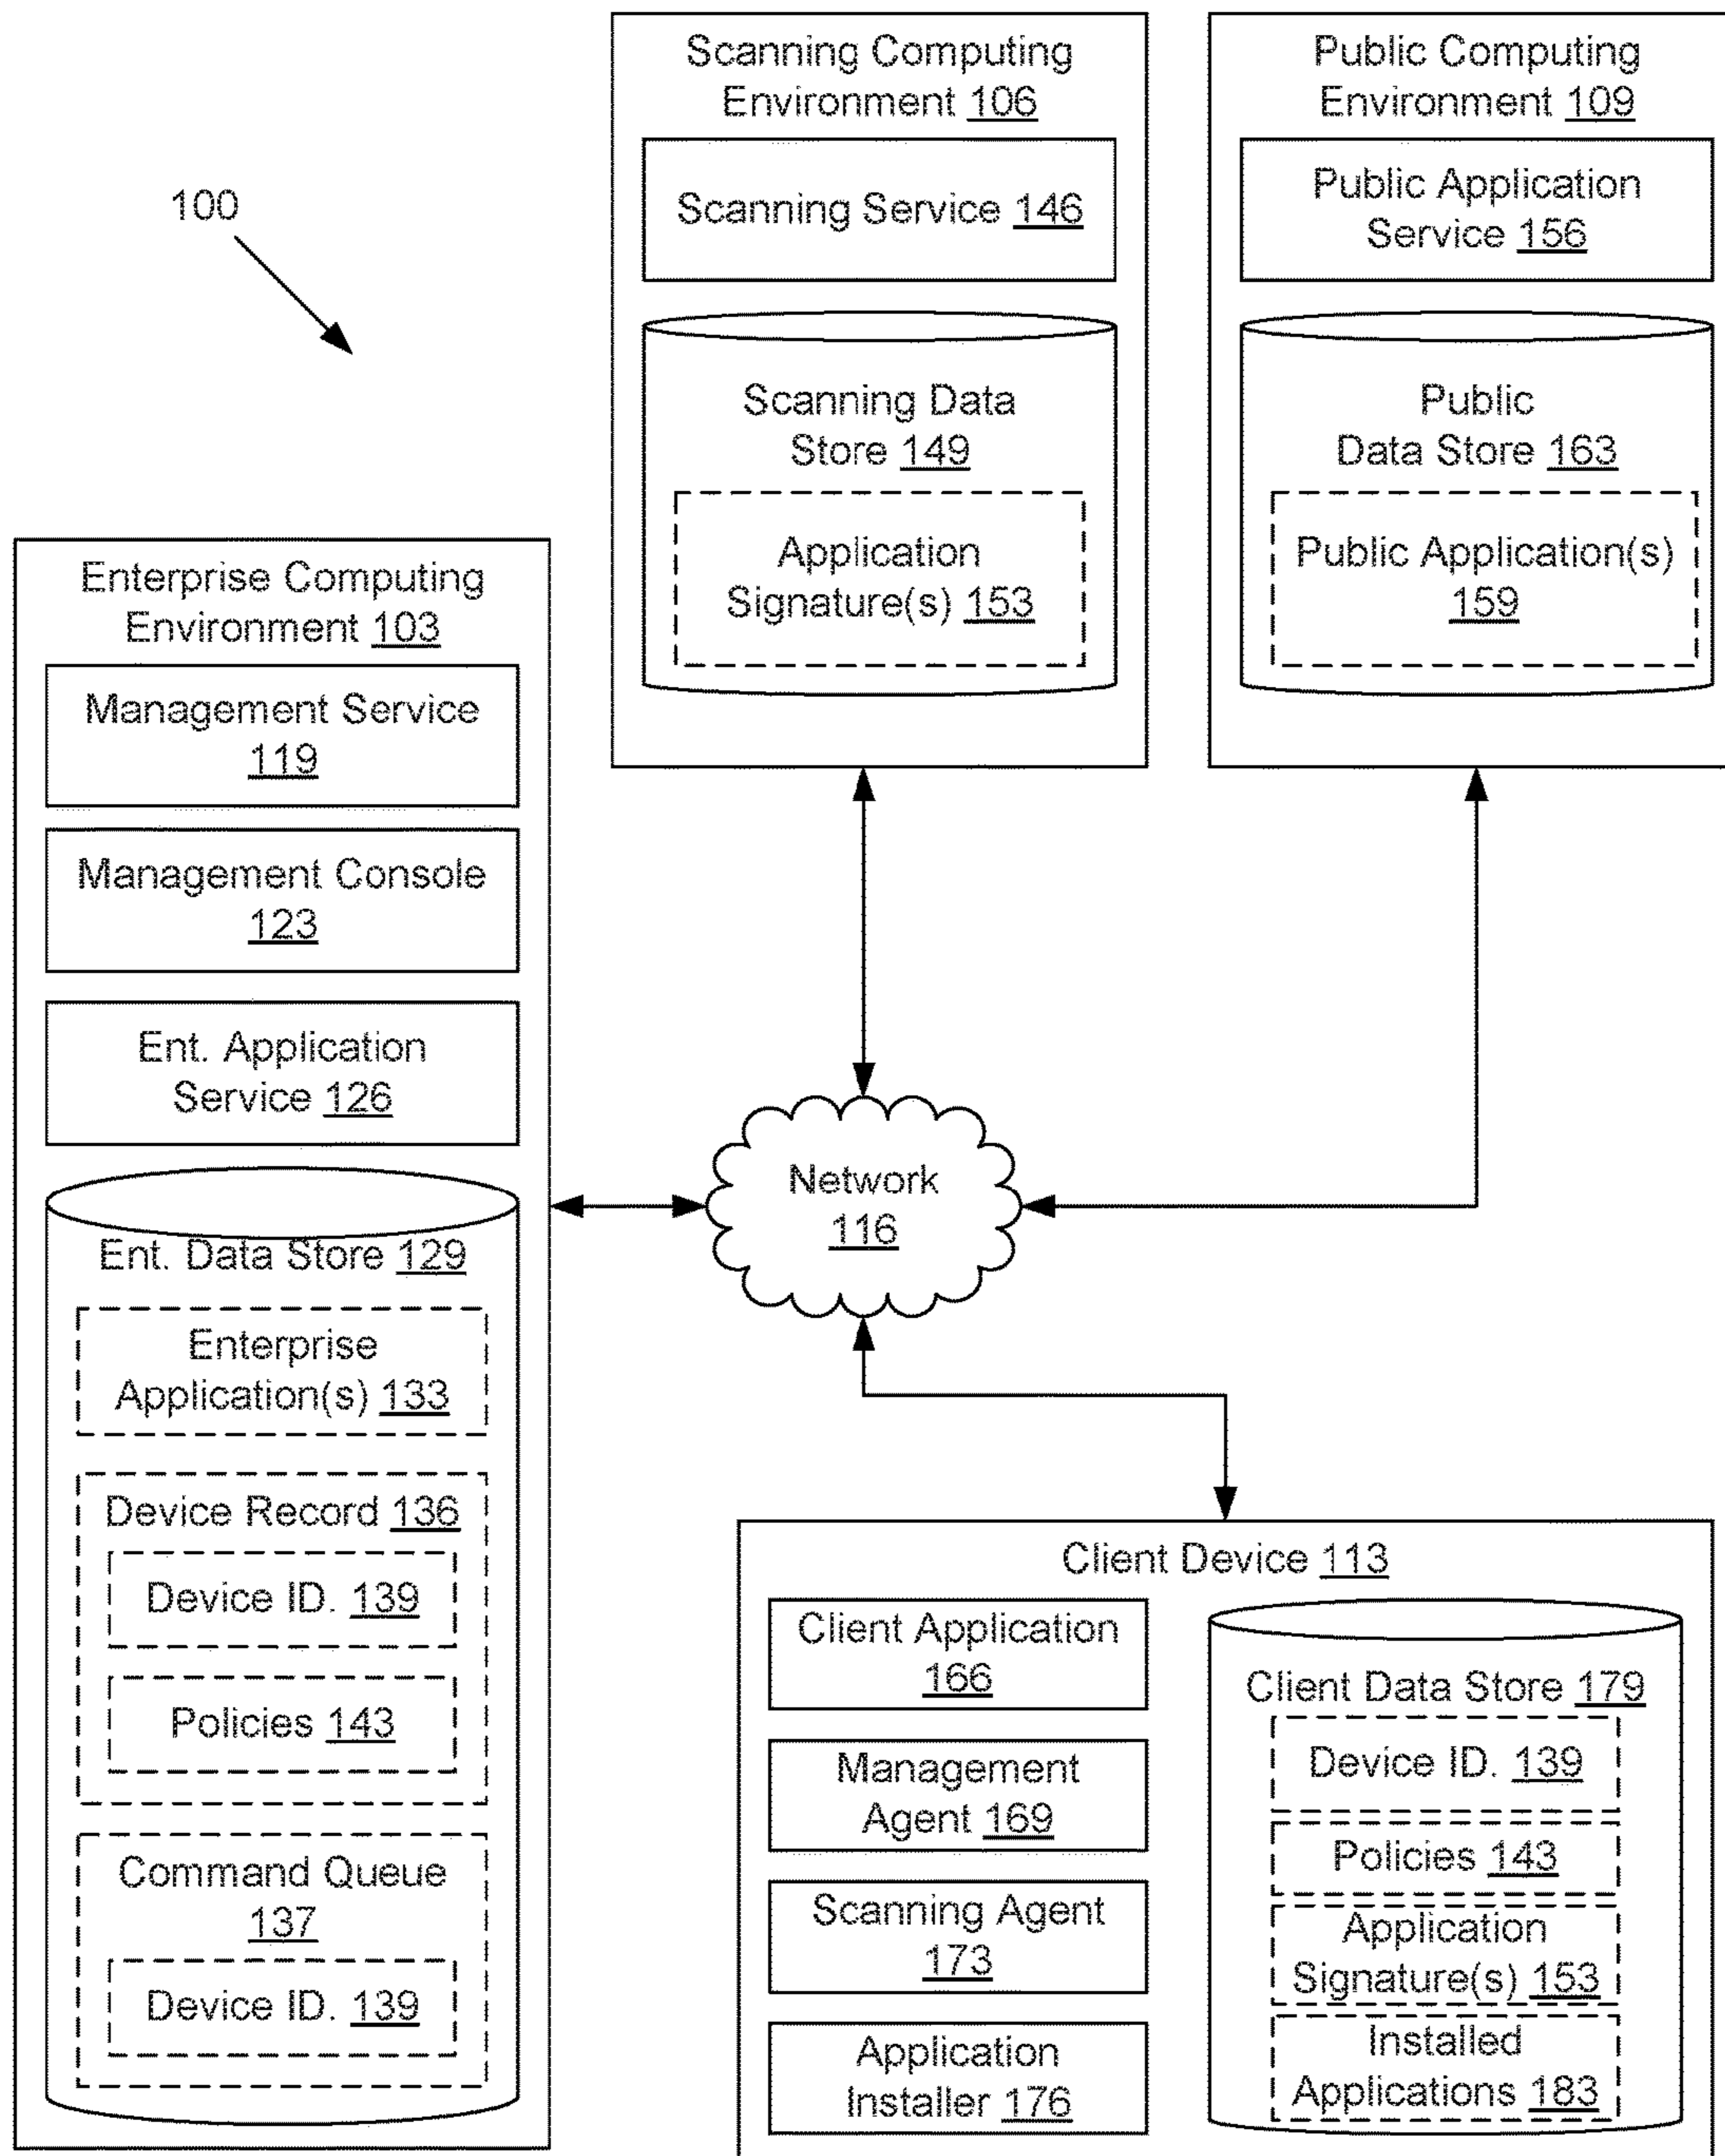 100
Scanning Computing
Environment 106
Scanning Service 146
Scanning Data
Store 149
Application
Signature(s) 153
Public Computing
Environment 109
Public Application
Service 156
Public
Data Store 163
Public Application(s)
159
Enterprise Computing
Environment 103
Management Service
119
Management Console
123
Ent. Application
Service 126
Ent. Data Store 129
Enterprise
Application(s) 133
Device Record 136
Device ID. 139
Policies 143
Command Queue
137
Device ID. 139
Network
116
Client Device 113
Client Application
166
Management
Agent 169
Scanning Agent
173
Application
Installer 176
Client Data Store 179
Device ID. 139
Policies 143
Application
Signature(s) 153
Installed
Applications 183